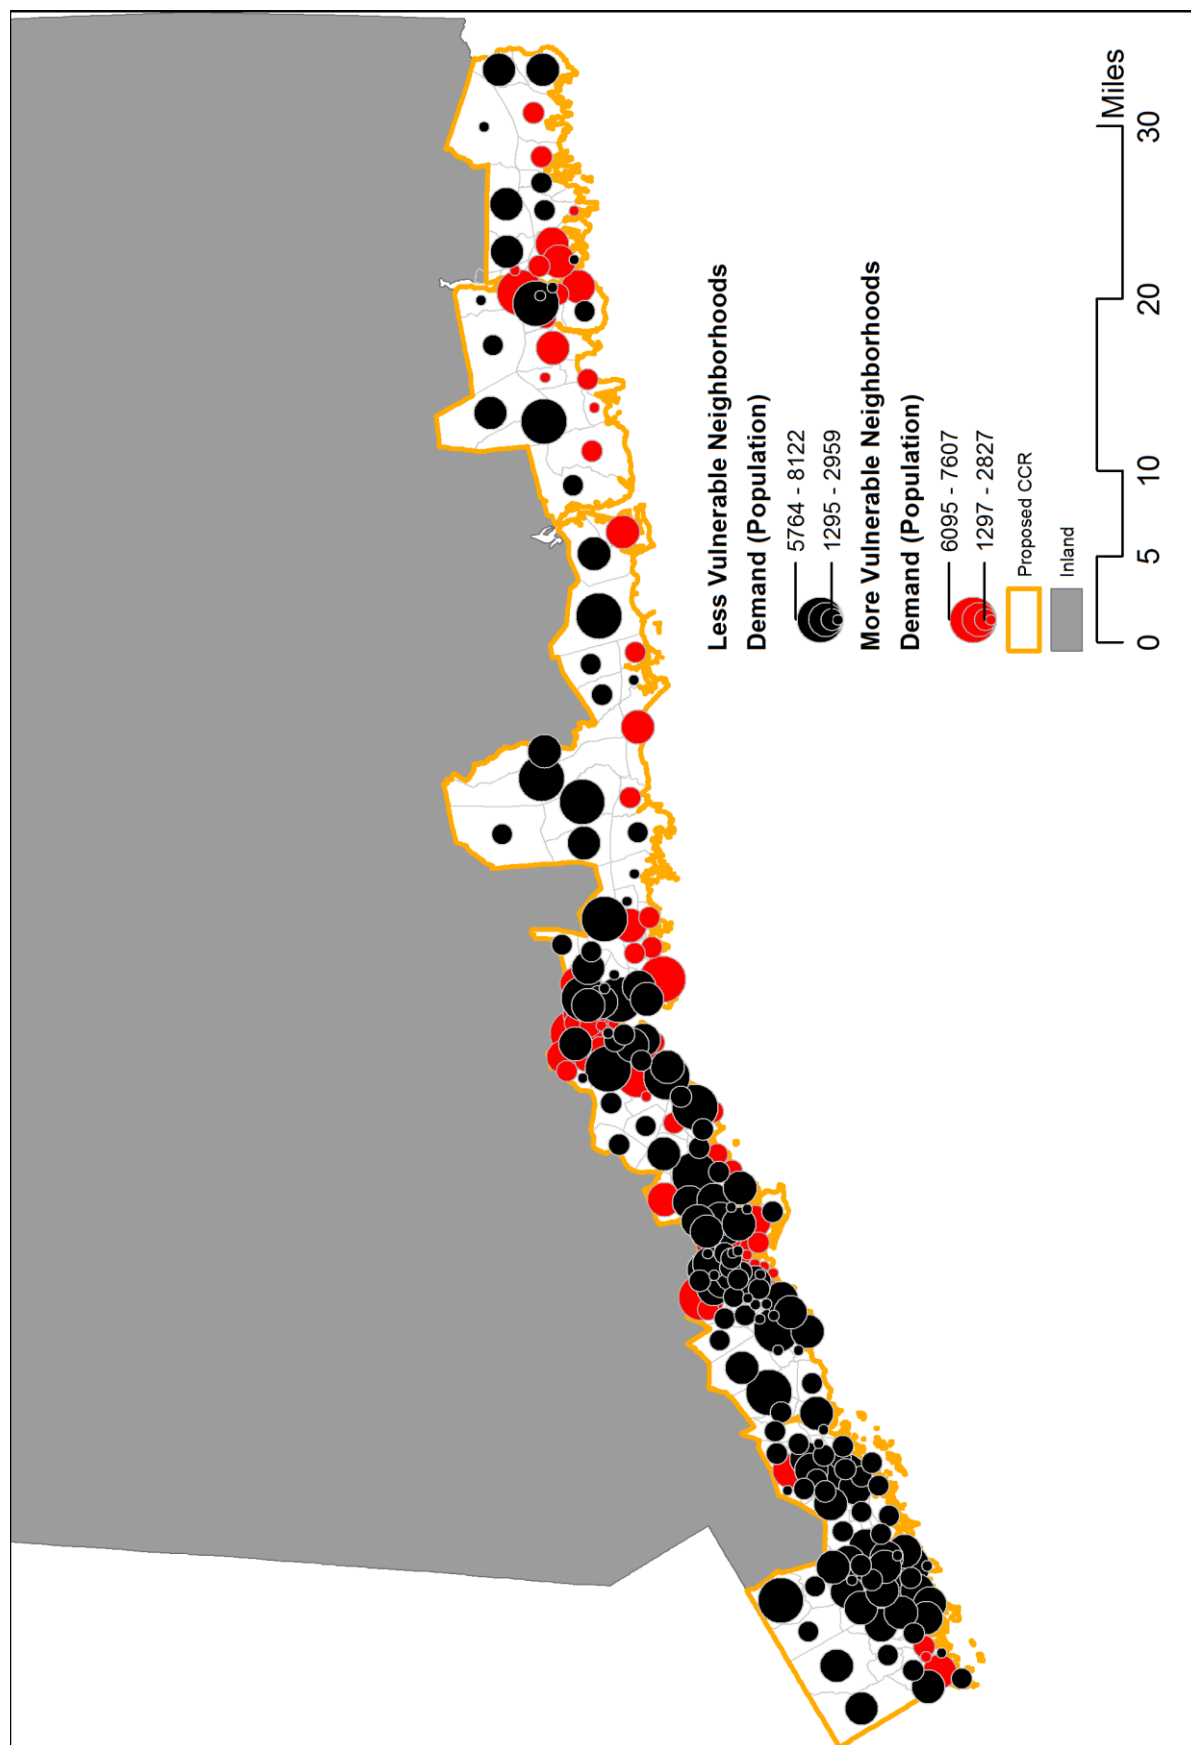 Less Vulnerable Neighborhoods
Demand (Population)
5764 - 8122
1295 - 2959
More Vulnerable Neighborhoods
Demand (Population)
6095 - 7607
1297 - 2827
Proposed CCR
Inland
0 5 10 20 30
Miles